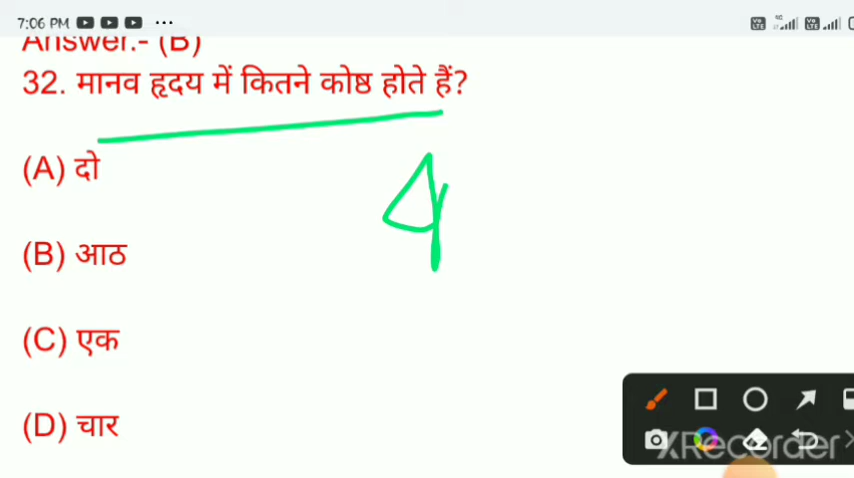 7:06 PM ...
Answer.- (B)
32. मानव हृदय में कितने कोष्ठ होते हैं?
(A) दो
4
(B) आठ
(C) एक
(D) चार
XRecorder